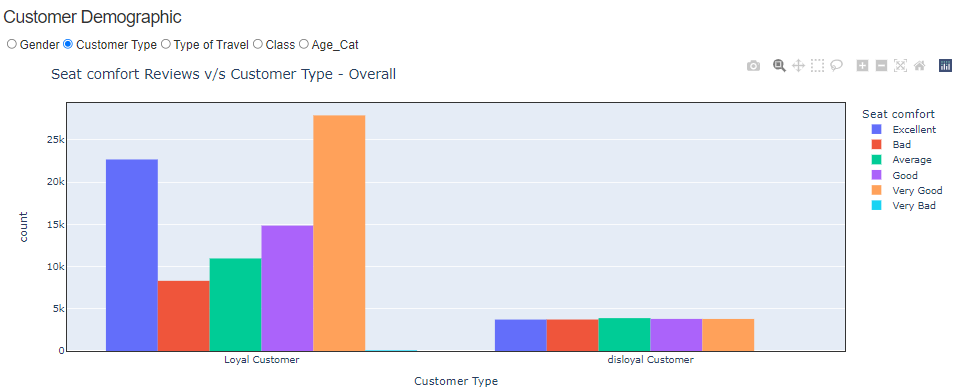 Customer Demographic
Gender Customer Type Type of Travel Class Age_Cat
Seat comfort Reviews v/s Customer Type - Overall
Seat comfort
Excellent
Bad
Average
Good
Very Good
Very Bad
count
25k
20k
15k
10k
5k
0
Loyal Customer
disloyal Customer
Customer Type